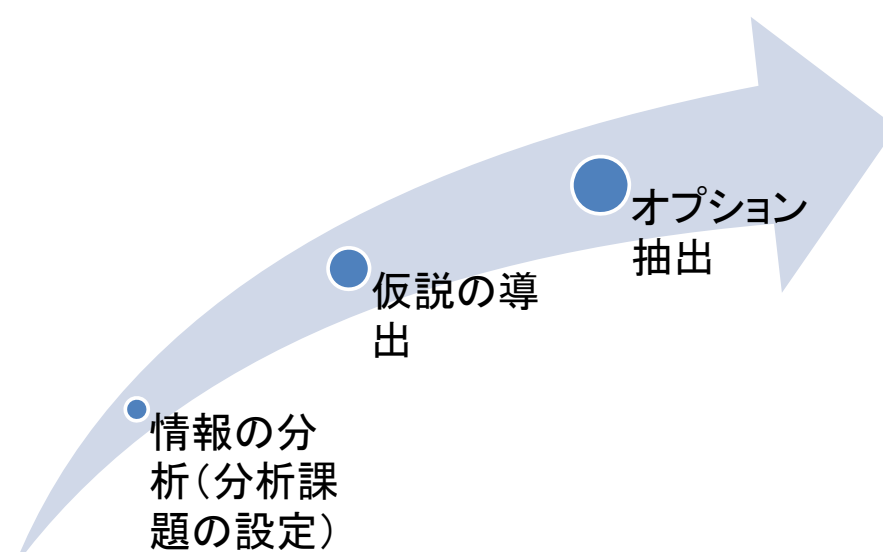 オプション
抽出
仮説の導
出
情報の分
析（分析課
題の設定）